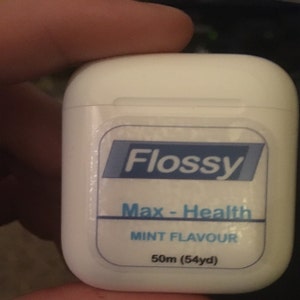 Flossy
Max - Health
MINT FLAVOUR
50m (54yd)